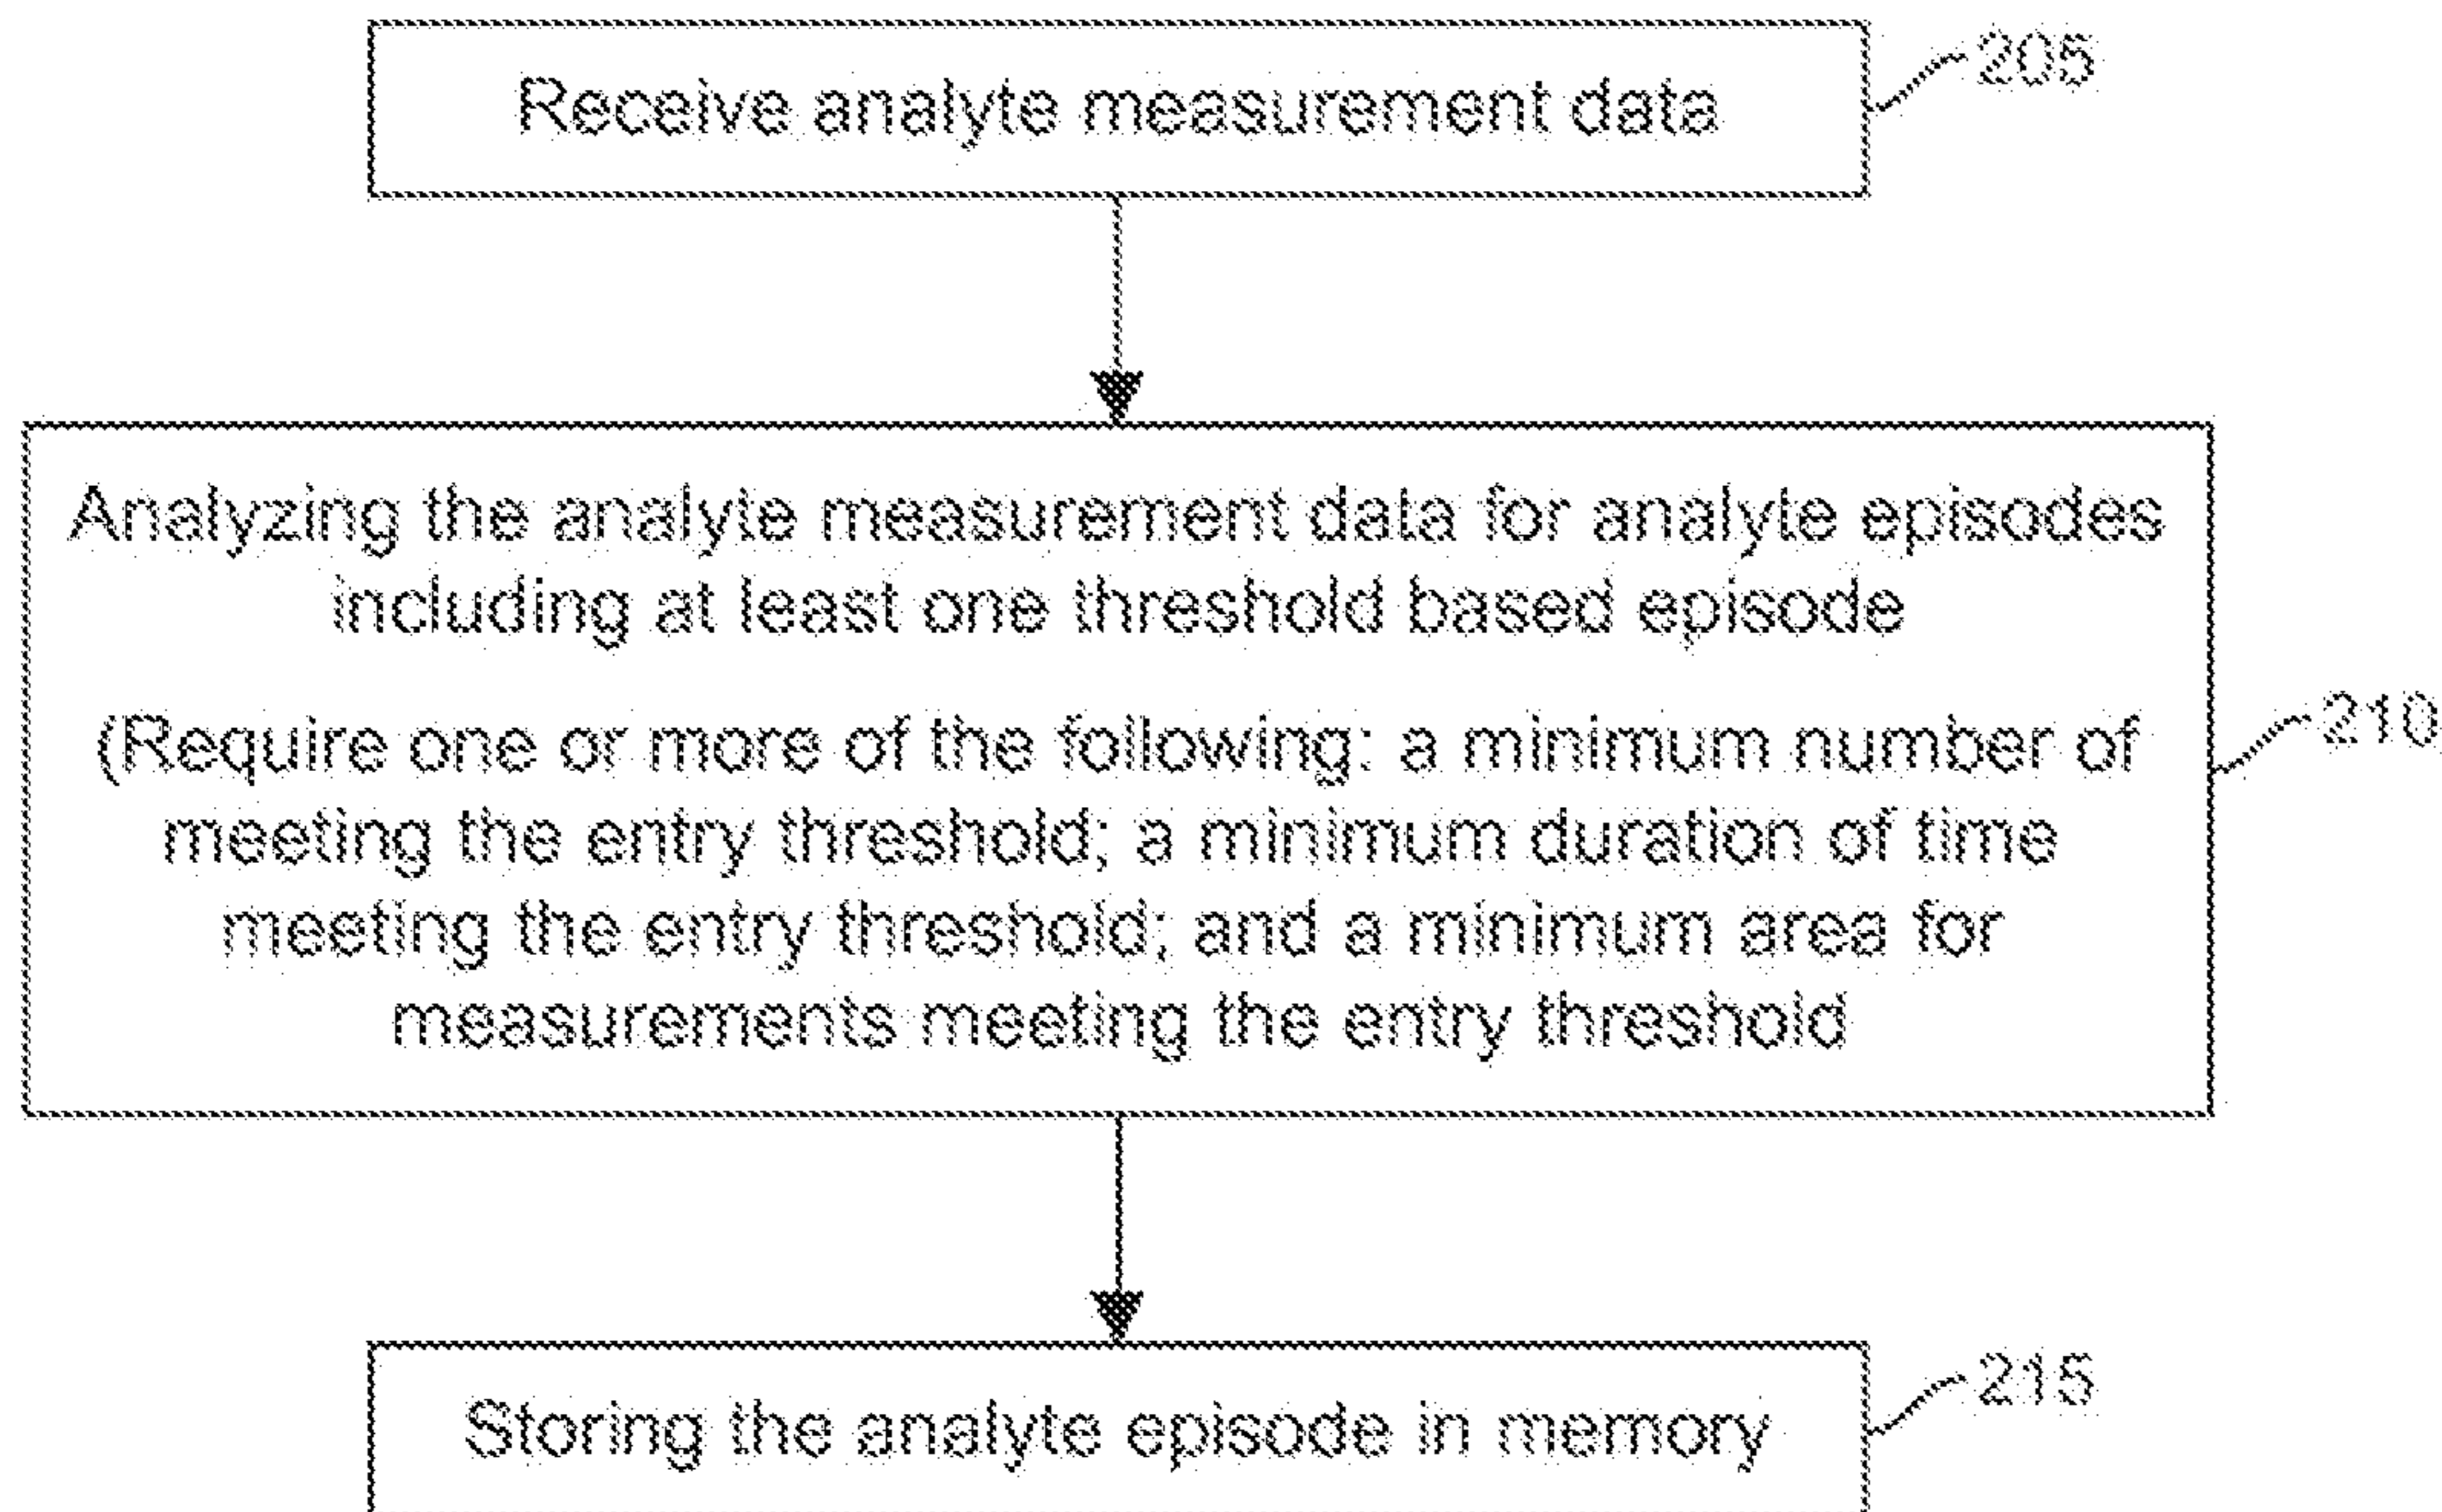 Receive analyte measurement data
205
Analyzing the analyte measurement data for analyte episodes
including at least one threshold based episode
(Require one or more of the following: a minimum number of
meeting the entry threshold; a minimum duration of time
meeting the entry threshold; and a minimum area for
measurements meeting the entry threshold
210
Storing the analyte episode in memory
215